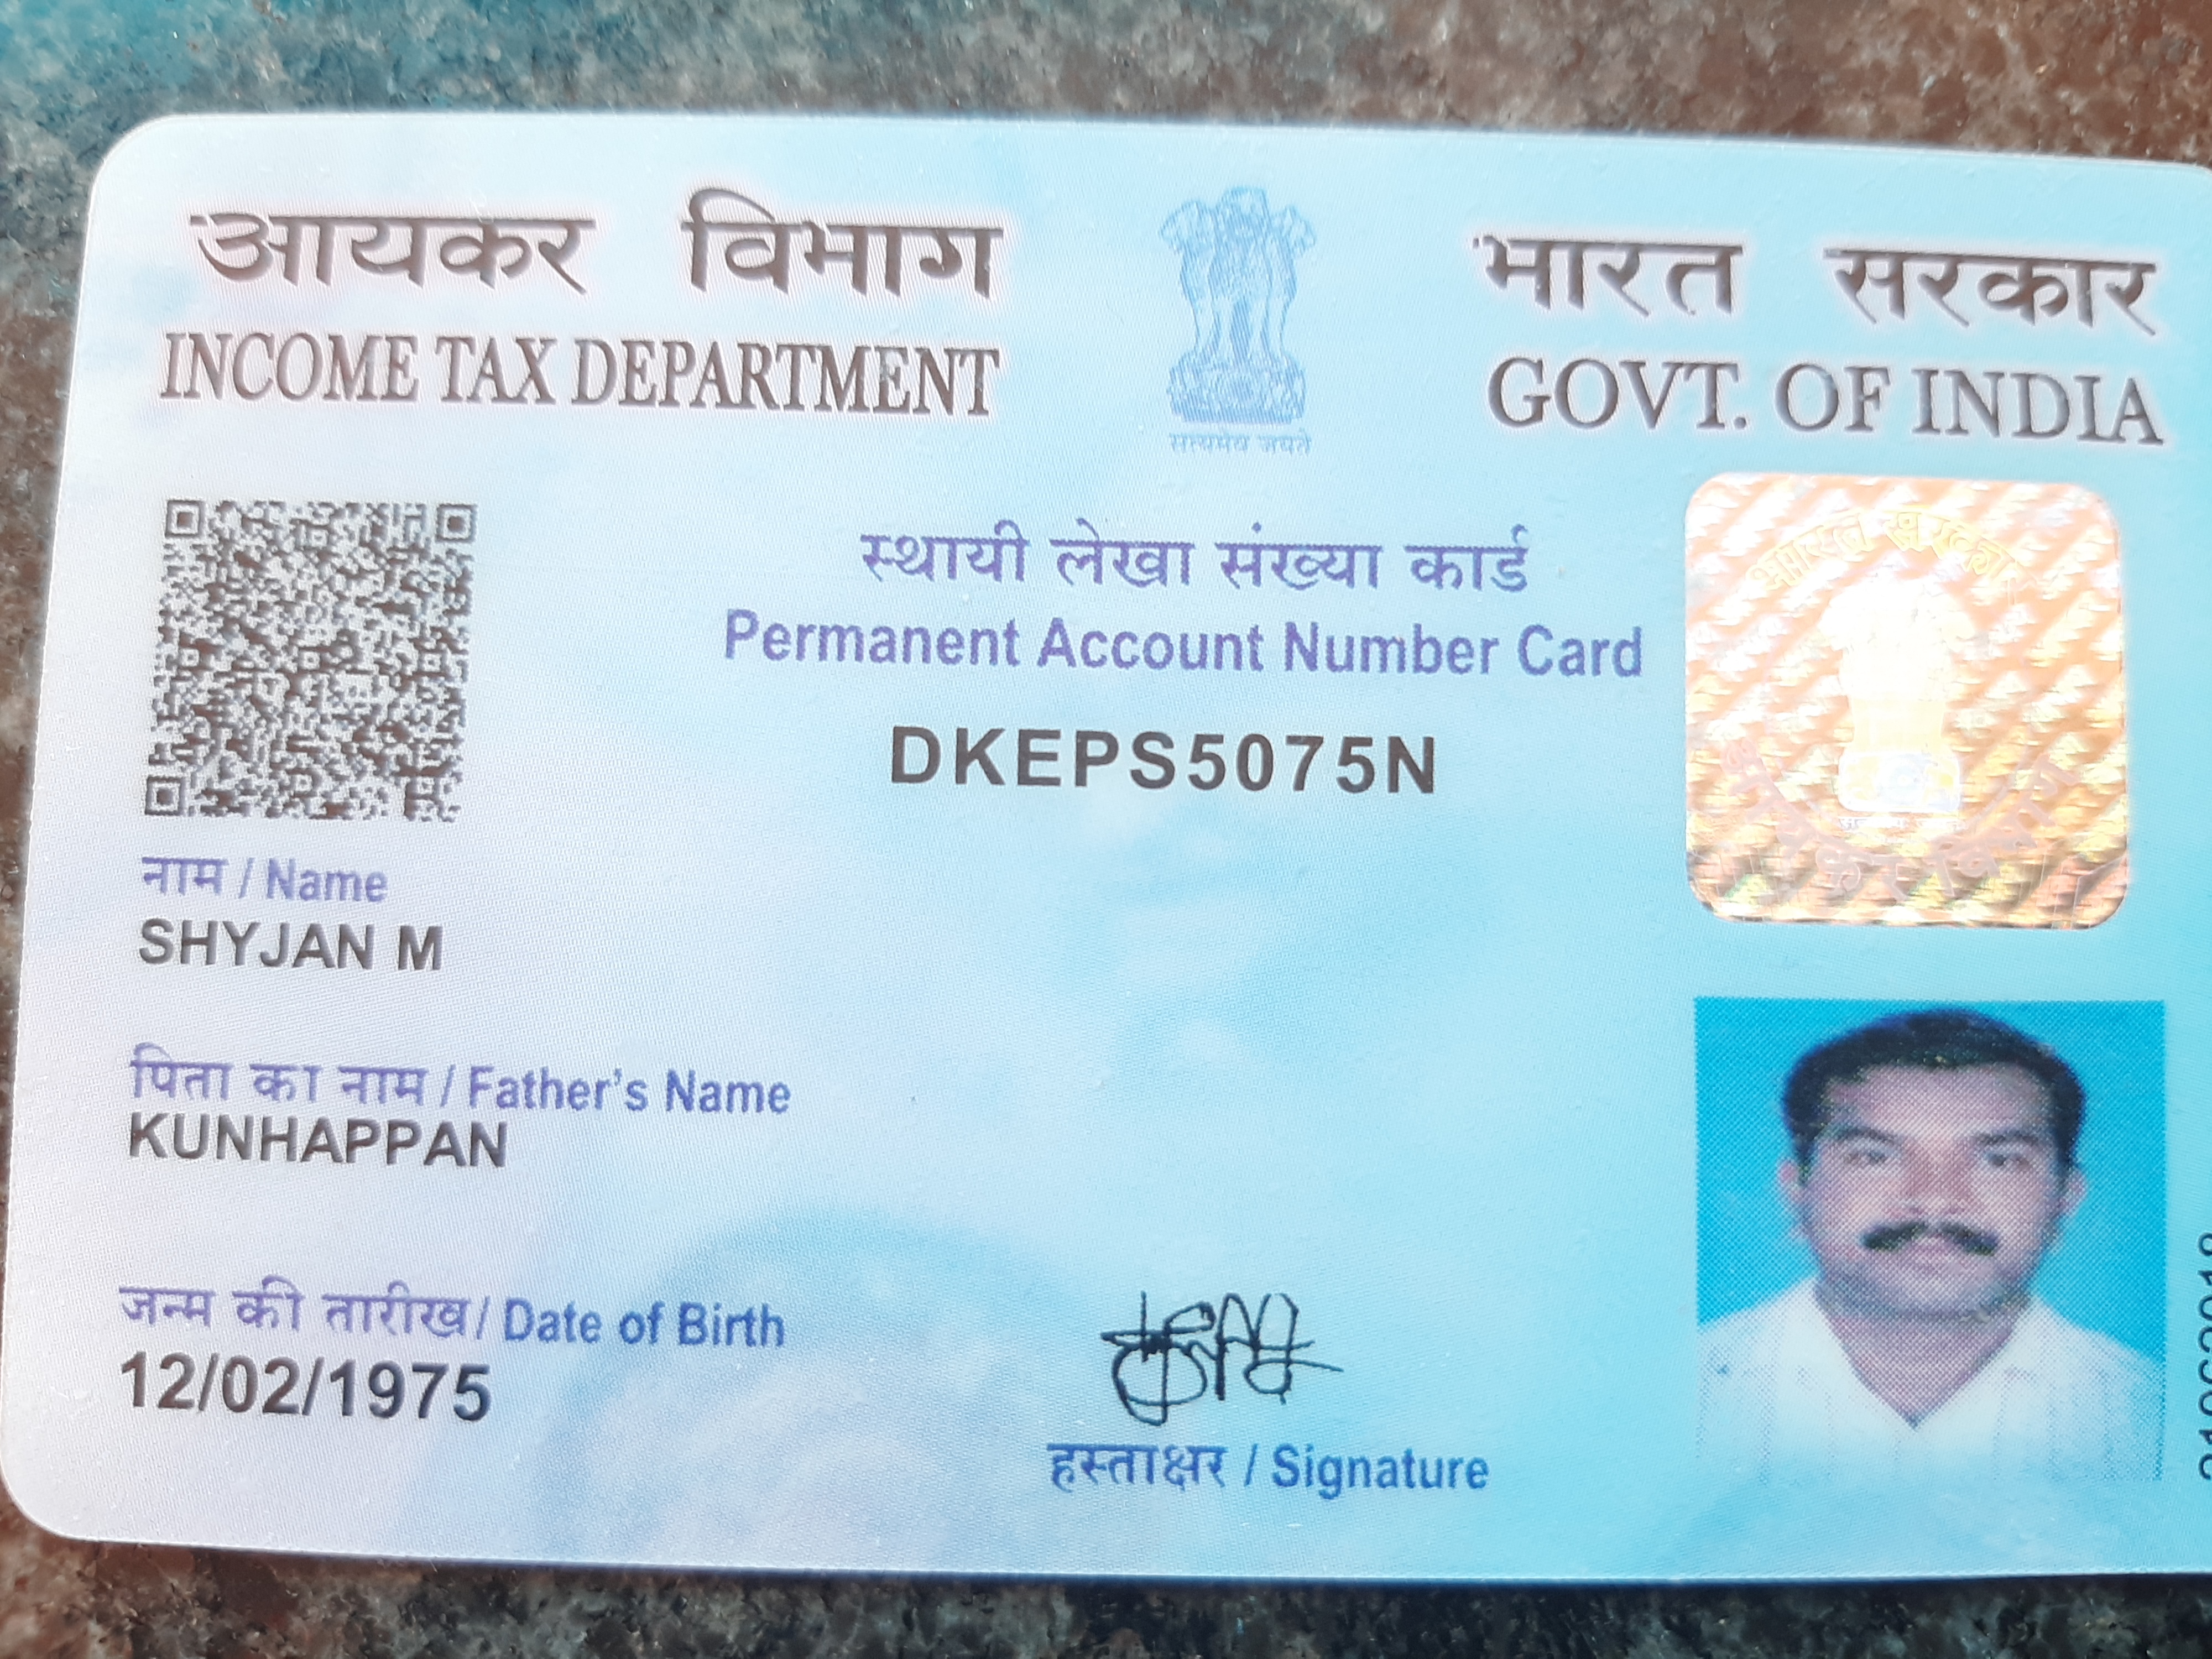 आयकर विभाग
INCOME TAX DEPARTMENT
सत्यमेव जयते
भारत सरकार
GOVT. OF INDIA
स्थायी लेखा संख्या कार्ड
Permanent Account Number Card
DKEPS5075N
नाम / Name
SHYJAN M
पिता का नाम / Father's Name
KUNHAPPAN
जन्म की तारीख / Date of Birth
12/02/1975
हस्ताक्षर / Signature